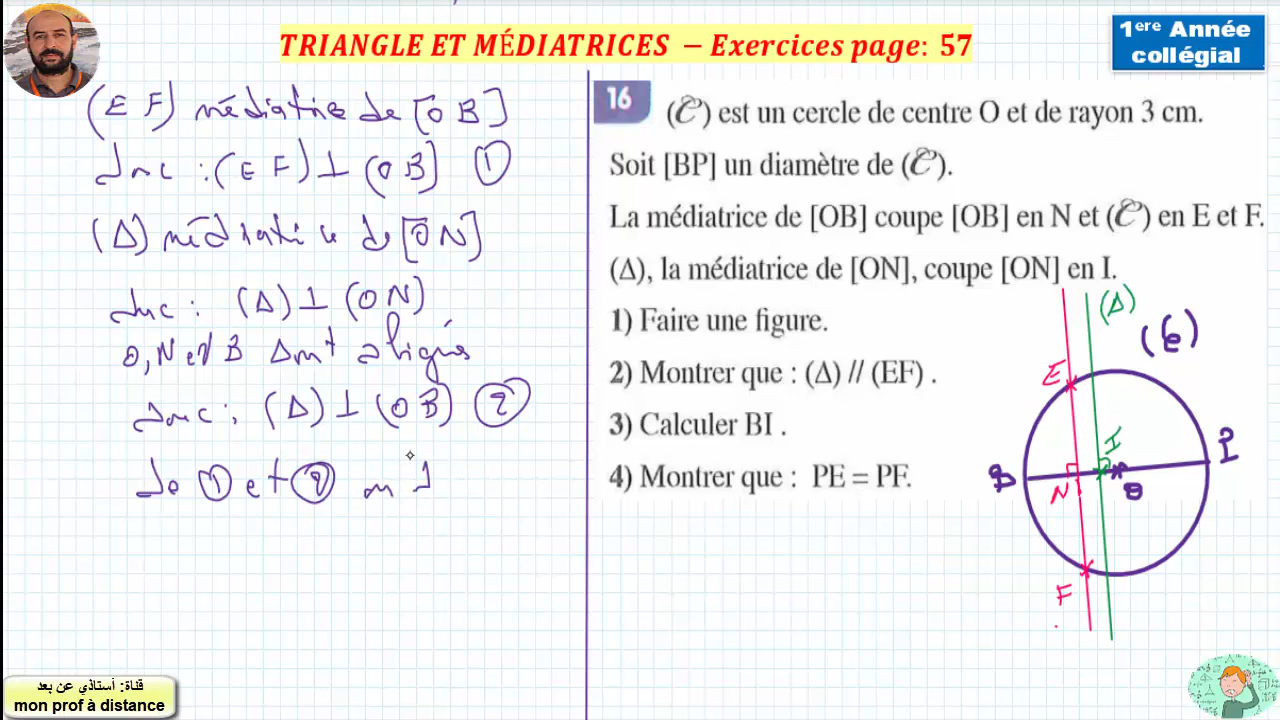 TRIANGLE ET MÉDIATRICES – Exercices page: 57
1ere Année
collégial
(EF) médiatrice de [OB]
donc : (EF) ⊥ (OB) ①
(Δ) médiatrice de [ON]
donc : (Δ) ⊥ (ON)
O, N et B sont alignés
donc : (Δ) ⊥ (OB) ②
de ① et ② on
16
(C) est un cercle de centre O et de rayon 3 cm.
Soit [BP] un diamètre de (C).
La médiatrice de [OB] coupe [OB] en N et (C) en E et F.
(Δ), la médiatrice de [ON], coupe [ON] en I.
1) Faire une figure.
2) Montrer que : (Δ) // (EF) .
3) Calculer BI .
4) Montrer que : PE = PF.
(Δ)
(C)
E
I
P
B
N
O
F
قناة: أستاذي عن بعد
mon prof à distance